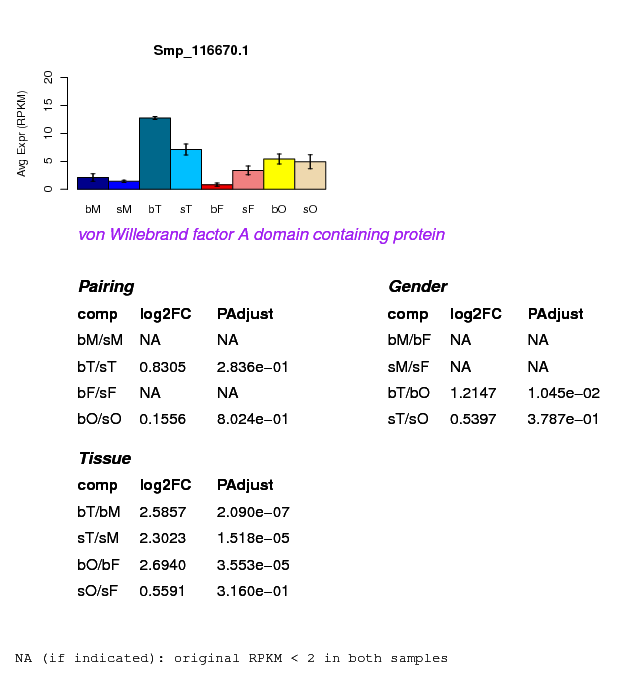 Smp_116670.1
Avg Expr (RPKM)
20
15
10
5
0
bM sM bT sT bF sF bO sO
von Willebrand factor A domain containing protein
Pairing
comp log2FC PAdjust
bM/sM NA NA
bT/sT 0.8305 2.836e−01
bF/sF NA NA
bO/sO 0.1556 8.024e−01
Gender
comp log2FC PAdjust
bM/bF NA NA
sM/sF NA NA
bT/bO 1.2147 1.045e−02
sT/sO 0.5397 3.787e−01
Tissue
comp log2FC PAdjust
bT/bM 2.5857 2.090e−07
sT/sM 2.3023 1.518e−05
bO/bF 2.6940 3.553e−05
sO/sF 0.5591 3.160e−01
NA (if indicated): original RPKM < 2 in both samples